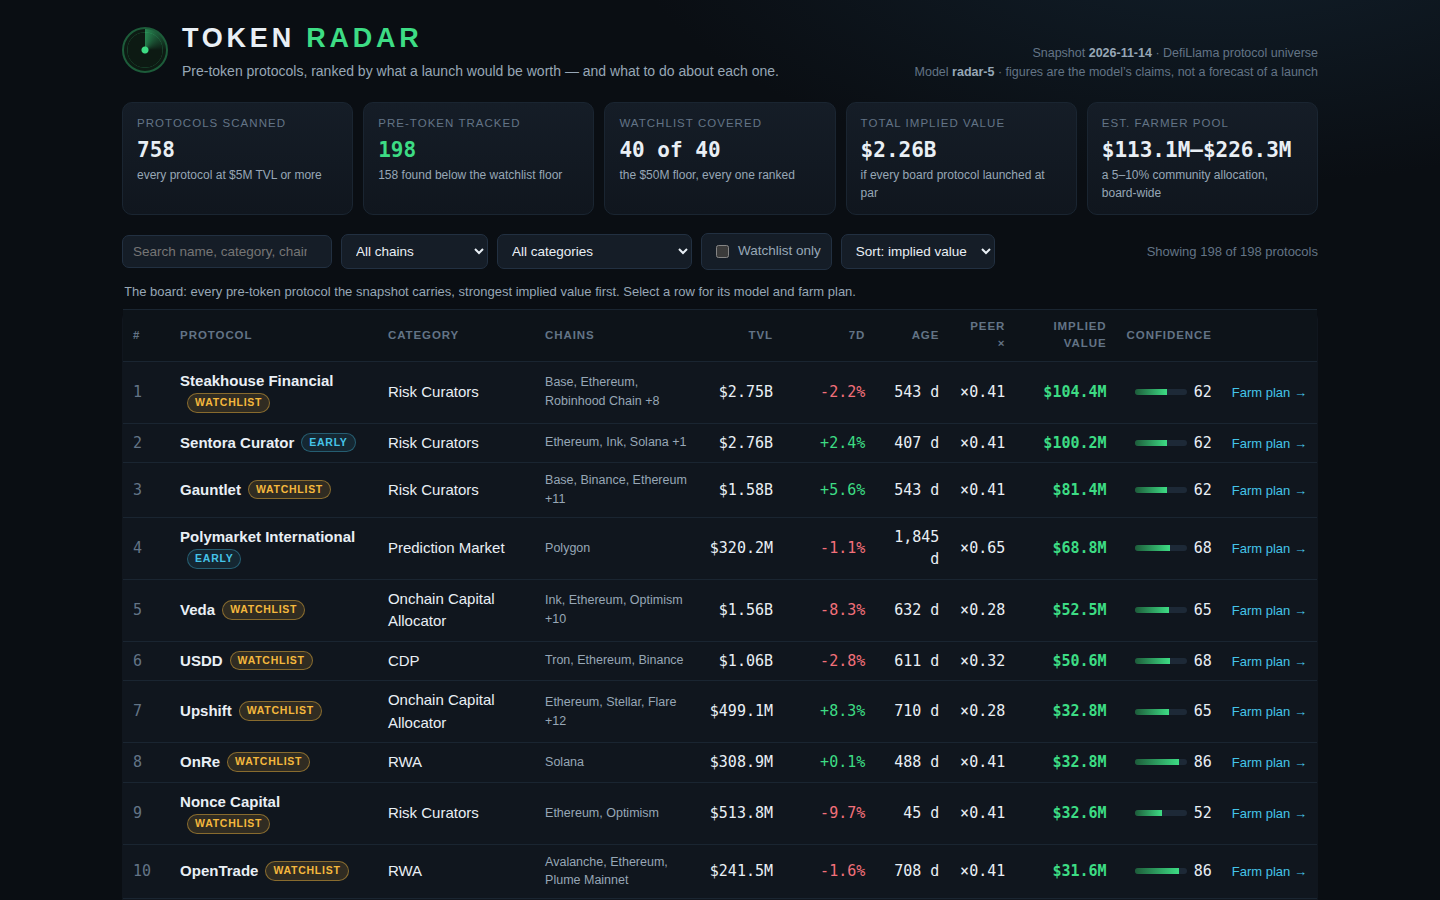 TOKEN RADAR
Pre-token protocols, ranked by what a launch would be worth — and what to do about each one.
Snapshot 2026-11-14 · DefiLlama protocol universe
Model radar-5 · figures are the model's claims, not a forecast of a launch
PROTOCOLS SCANNED
758
every protocol at $5M TVL or more
PRE-TOKEN TRACKED
198
158 found below the watchlist floor
WATCHLIST COVERED
40 of 40
the $50M floor, every one ranked
TOTAL IMPLIED VALUE
$2.26B
if every board protocol launched at
par
EST. FARMER POOL
$113.1M–$226.3M
a 5–10% community allocation,
board-wide
Search name, category, chain
All chains
All categories
Watchlist only
Sort: implied value
Showing 198 of 198 protocols
The board: every pre-token protocol the snapshot carries, strongest implied value first. Select a row for its model and farm plan.
# PROTOCOL CATEGORY CHAINS TVL 7D AGE PEER × IMPLIED VALUE CONFIDENCE
1 Steakhouse Financial WATCHLIST Risk Curators Base, Ethereum, Robinhood Chain +8 $2.75B -2.2% 543 d ×0.41 $104.4M 62 Farm plan →
2 Sentora Curator EARLY Risk Curators Ethereum, Ink, Solana +1 $2.76B +2.4% 407 d ×0.41 $100.2M 62 Farm plan →
3 Gauntlet WATCHLIST Risk Curators Base, Binance, Ethereum +11 $1.58B +5.6% 543 d ×0.41 $81.4M 62 Farm plan →
4 Polymarket International EARLY Prediction Market Polygon $320.2M -1.1% 1,845 d ×0.65 $68.8M 68 Farm plan →
5 Veda WATCHLIST Onchain Capital Allocator Ink, Ethereum, Optimism +10 $1.56B -8.3% 632 d ×0.28 $52.5M 65 Farm plan →
6 USDD WATCHLIST CDP Tron, Ethereum, Binance $1.06B -2.8% 611 d ×0.32 $50.6M 68 Farm plan →
7 Upshift WATCHLIST Onchain Capital Allocator Ethereum, Stellar, Flare +12 $499.1M +8.3% 710 d ×0.28 $32.8M 65 Farm plan →
8 OnRe WATCHLIST RWA Solana $308.9M +0.1% 488 d ×0.41 $32.8M 86 Farm plan →
9 Nonce Capital WATCHLIST Risk Curators Ethereum, Optimism $513.8M -9.7% 45 d ×0.41 $32.6M 52 Farm plan →
10 OpenTrade WATCHLIST RWA Avalanche, Ethereum, Plume Mainnet $241.5M -1.6% 708 d ×0.41 $31.6M 86 Farm plan →